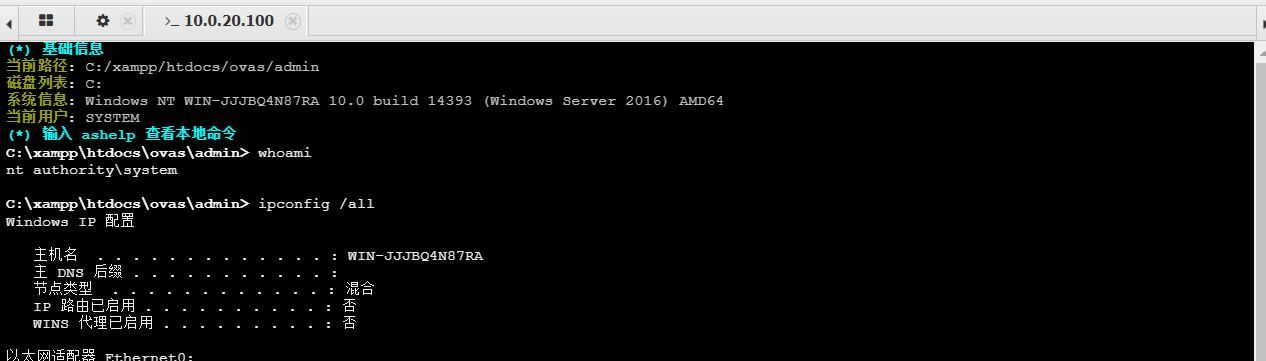 >_ 10.0.20.100
(*) 基础信息
当前路径: C:/xampp/htdocs/ovas/admin
磁盘列表: C:
系统信息: Windows NT WIN-JJJBQ4N87RA 10.0 build 14393 (Windows Server 2016) AMD64
当前用户: SYSTEM
(*) 输入 ashelp 查看本地命令
C:\xampp\htdocs\ovas\admin> whoami
nt authority\system
C:\xampp\htdocs\ovas\admin> ipconfig /all
Windows IP 配置
主机名 . . . . . . . . . . . . . : WIN-JJJBQ4N87RA
主 DNS 后缀 . . . . . . . . . . . :
节点类型 . . . . . . . . . . . . : 混合
IP 路由已启用 . . . . . . . . . . : 否
WINS 代理已启用 . . . . . . . . . : 否
以太网适配器 Ethernet0: